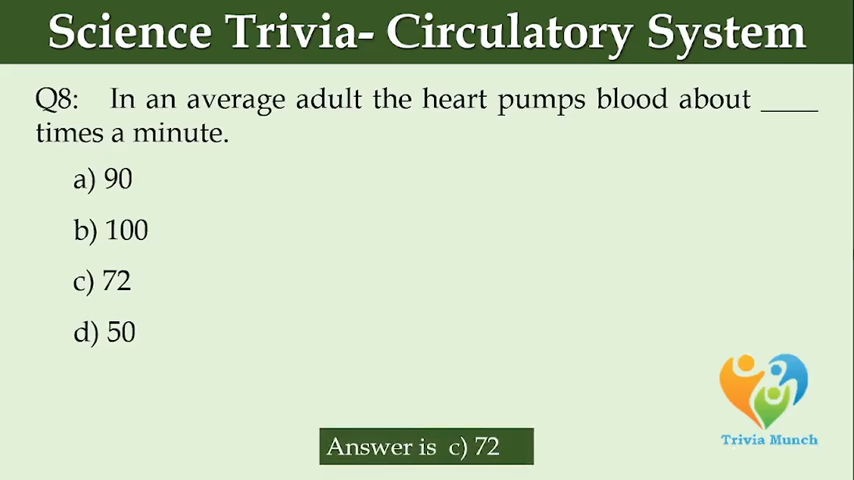 Science Trivia- Circulatory System
Q8: In an average adult the heart pumps blood about ____
times a minute.
a) 90
b) 100
c) 72
d) 50
Trivia Munch
Answer is c) 72